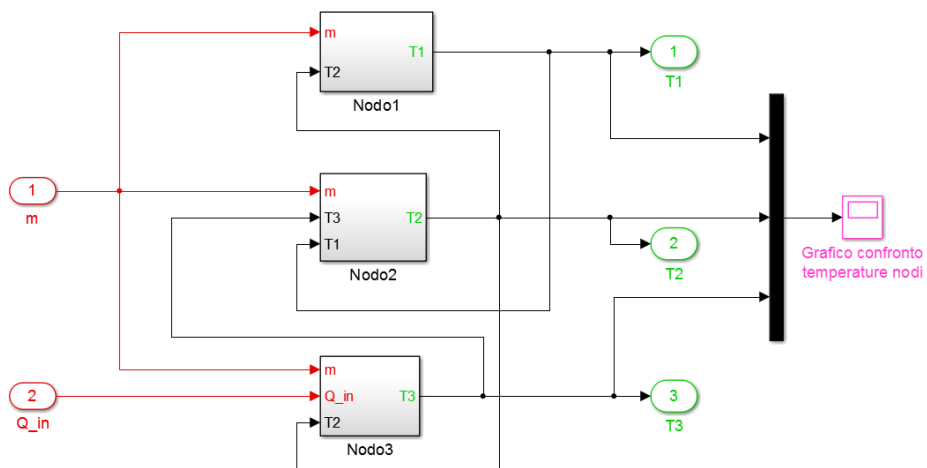 m
T1
T2
Nodo1
1
T1
1
m
m
T3
T2
T1
Nodo2
2
T2
Grafico confronto
temperature nodi
m
Q_in
T3
T2
Nodo3
2
Q_in
3
T3